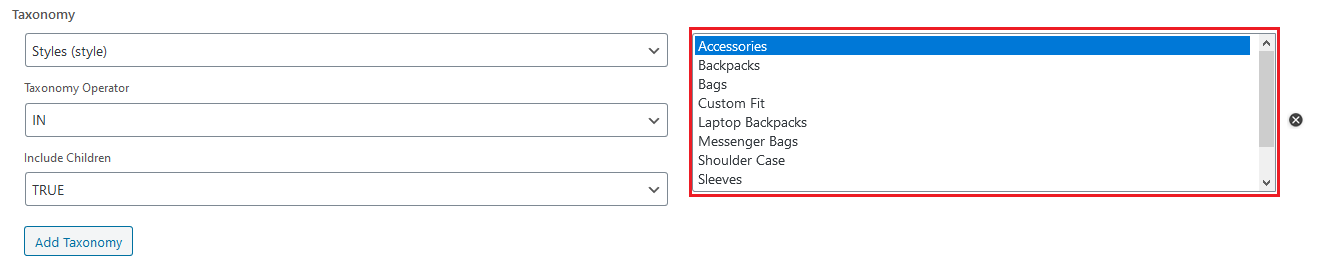 Taxonomy
Styles (style)
Taxonomy Operator
IN
Include Children
TRUE
Add Taxonomy
Accessories
Backpacks
Bags
Custom Fit
Laptop Backpacks
Messenger Bags
Shoulder Case
Sleeves